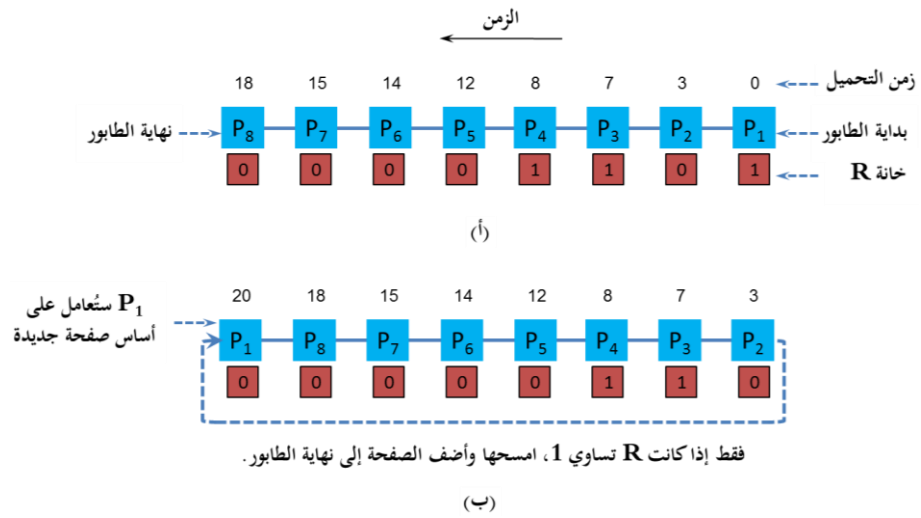 الزمن
زمن التحميل
0 3 7 8 12 14 15 18
بداية الطابور
P1 P2 P3 P4 P5 P6 P7 P8
نهاية الطابور
خانة R
1 0 1 1 0 0 0 0
(أ)
3 7 8 12 14 15 18 20
P2 P3 P4 P5 P6 P7 P8 P1
P1 ستُعامل على
أساس صفحة جديدة
0 1 1 0 0 0 0 0
فقط إذا كانت R تساوي 1، امسحها وأضف الصفحة إلى نهاية الطابور.
(ب)